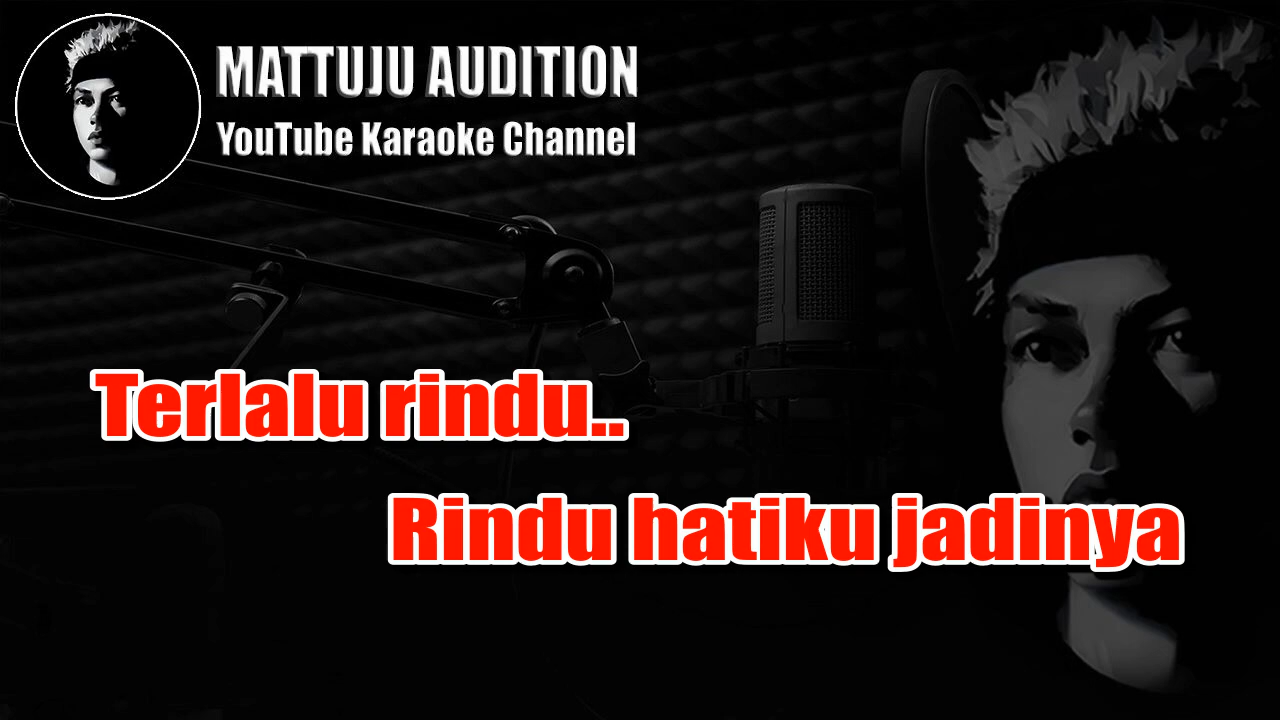 MATTUJU AUDITION
YouTube Karaoke Channel
Terlalu rindu..
Rindu hatiku jadinya